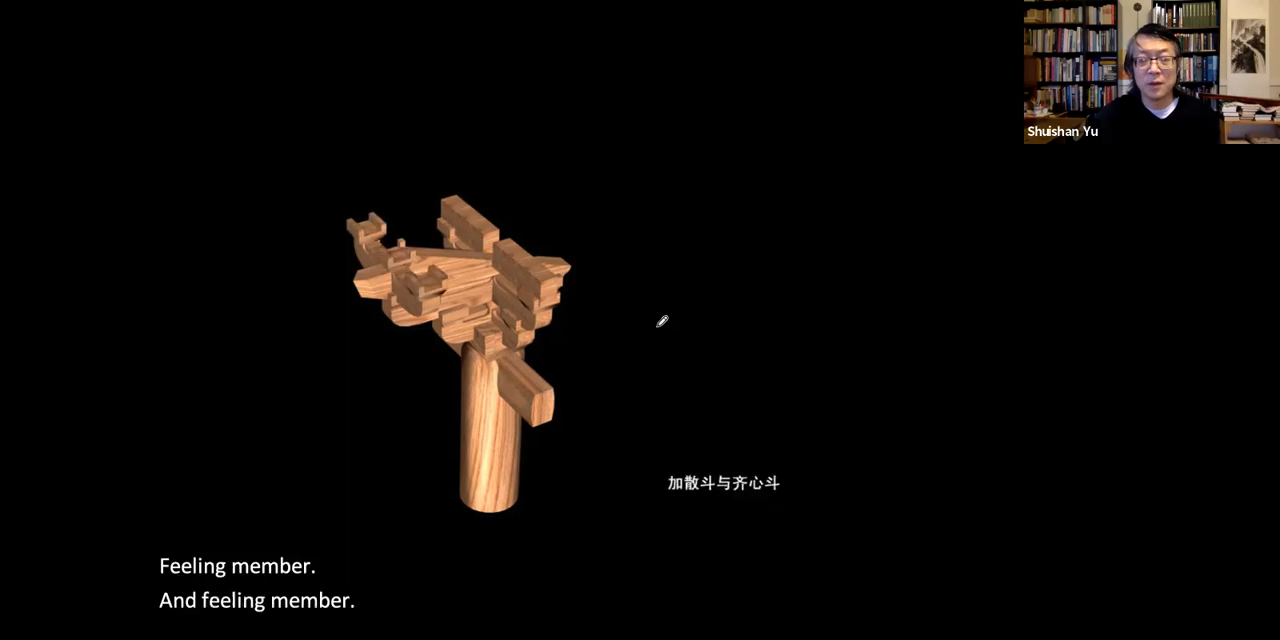 Shuishan Yu
加散斗与齐心斗
Feeling member.
And feeling member.